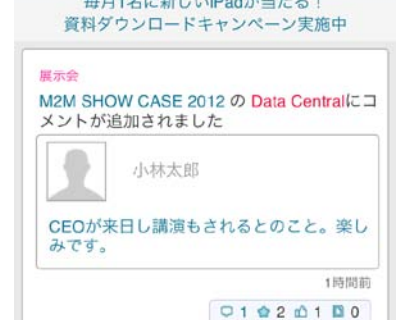 毎月1名に新しいiPadが当たる！
資料ダウンロードキャンペーン実施中
展示会
M2M SHOW CASE 2012 の Data Centralにコ
メントが追加されました
小林太郎
CEOが来日し講演もされるとのこと。楽し
みです。
1時間前
1 2 1 0